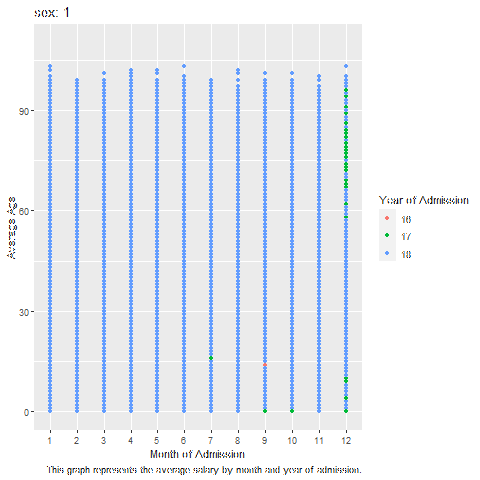 sex: 1
90
60
30
0
Average Age
1 2 3 4 5 6 7 8 9 10 11 12
Month of Admission
Year of Admission
16
17
18
This graph represents the average salary by month and year of admission.